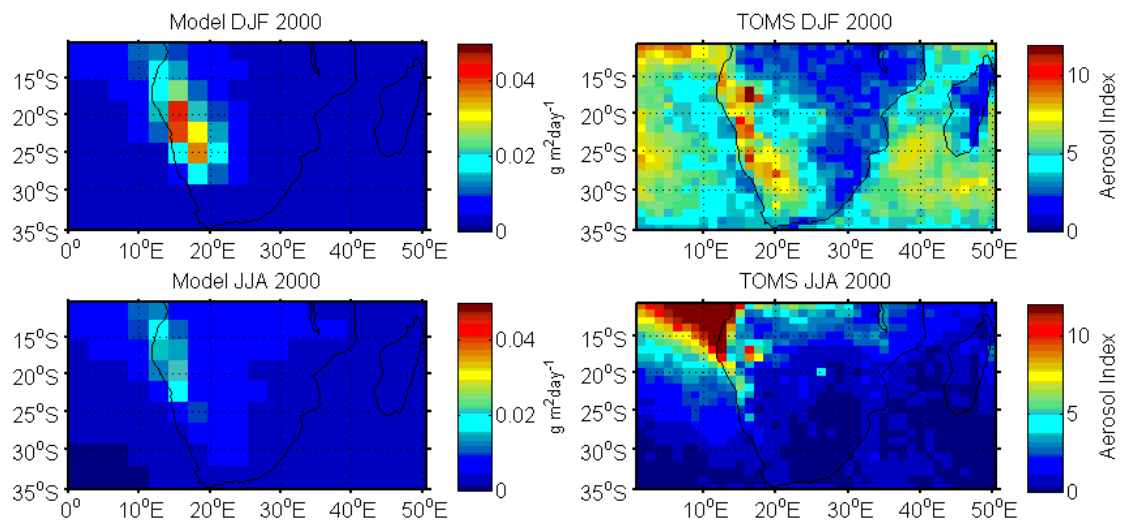 Model DJF 2000
TOMS DJF 2000
15°S
20°S
25°S
30°S
35°S
0° 10°E 20°E 30°E 40°E 50°E
0.04
0.02
0
g m²day⁻¹
15°S
20°S
25°S
30°S
35°S
10°E 20°E 30°E 40°E 50°E
10
5
0
Aerosol Index
Model JJA 2000
TOMS JJA 2000
15°S
20°S
25°S
30°S
35°S
0° 10°E 20°E 30°E 40°E 50°E
0.04
0.02
0
g m²day⁻¹
15°S
20°S
25°S
30°S
35°S
10°E 20°E 30°E 40°E 50°E
10
5
0
Aerosol Index